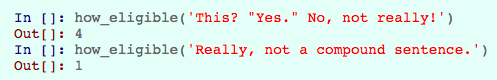 In []: how_eligible('This? "Yes." No, not really!')
Out[]: 4
In []: how_eligible('Really, not a compound sentence.')
Out[]: 1